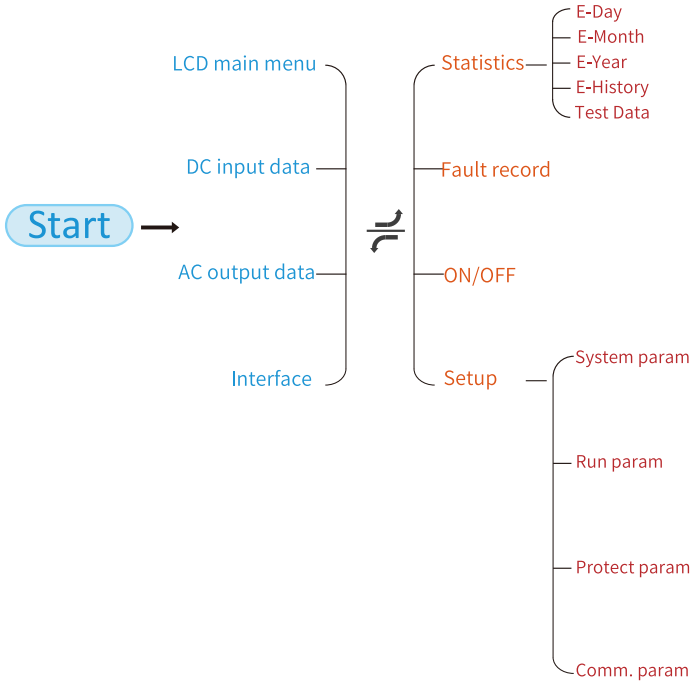 Start
LCD main menu
DC input data
AC output data
Interface
Statistics
Fault record
ON/OFF
Setup
E-Day
E-Month
E-Year
E-History
Test Data
System param
Run param
Protect param
Comm. param